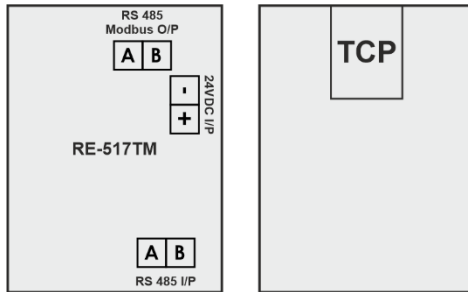 RS 485
Modbus O/P
A B
-
+
24VDC I/P
RE-517TM
A B
RS 485 I/P
TCP